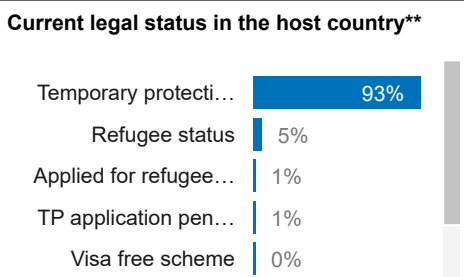 Current legal status in the host country**
Temporary protecti… 93%
Refugee status 5%
Applied for refugee… 1%
TP application pen… 1%
Visa free scheme 0%